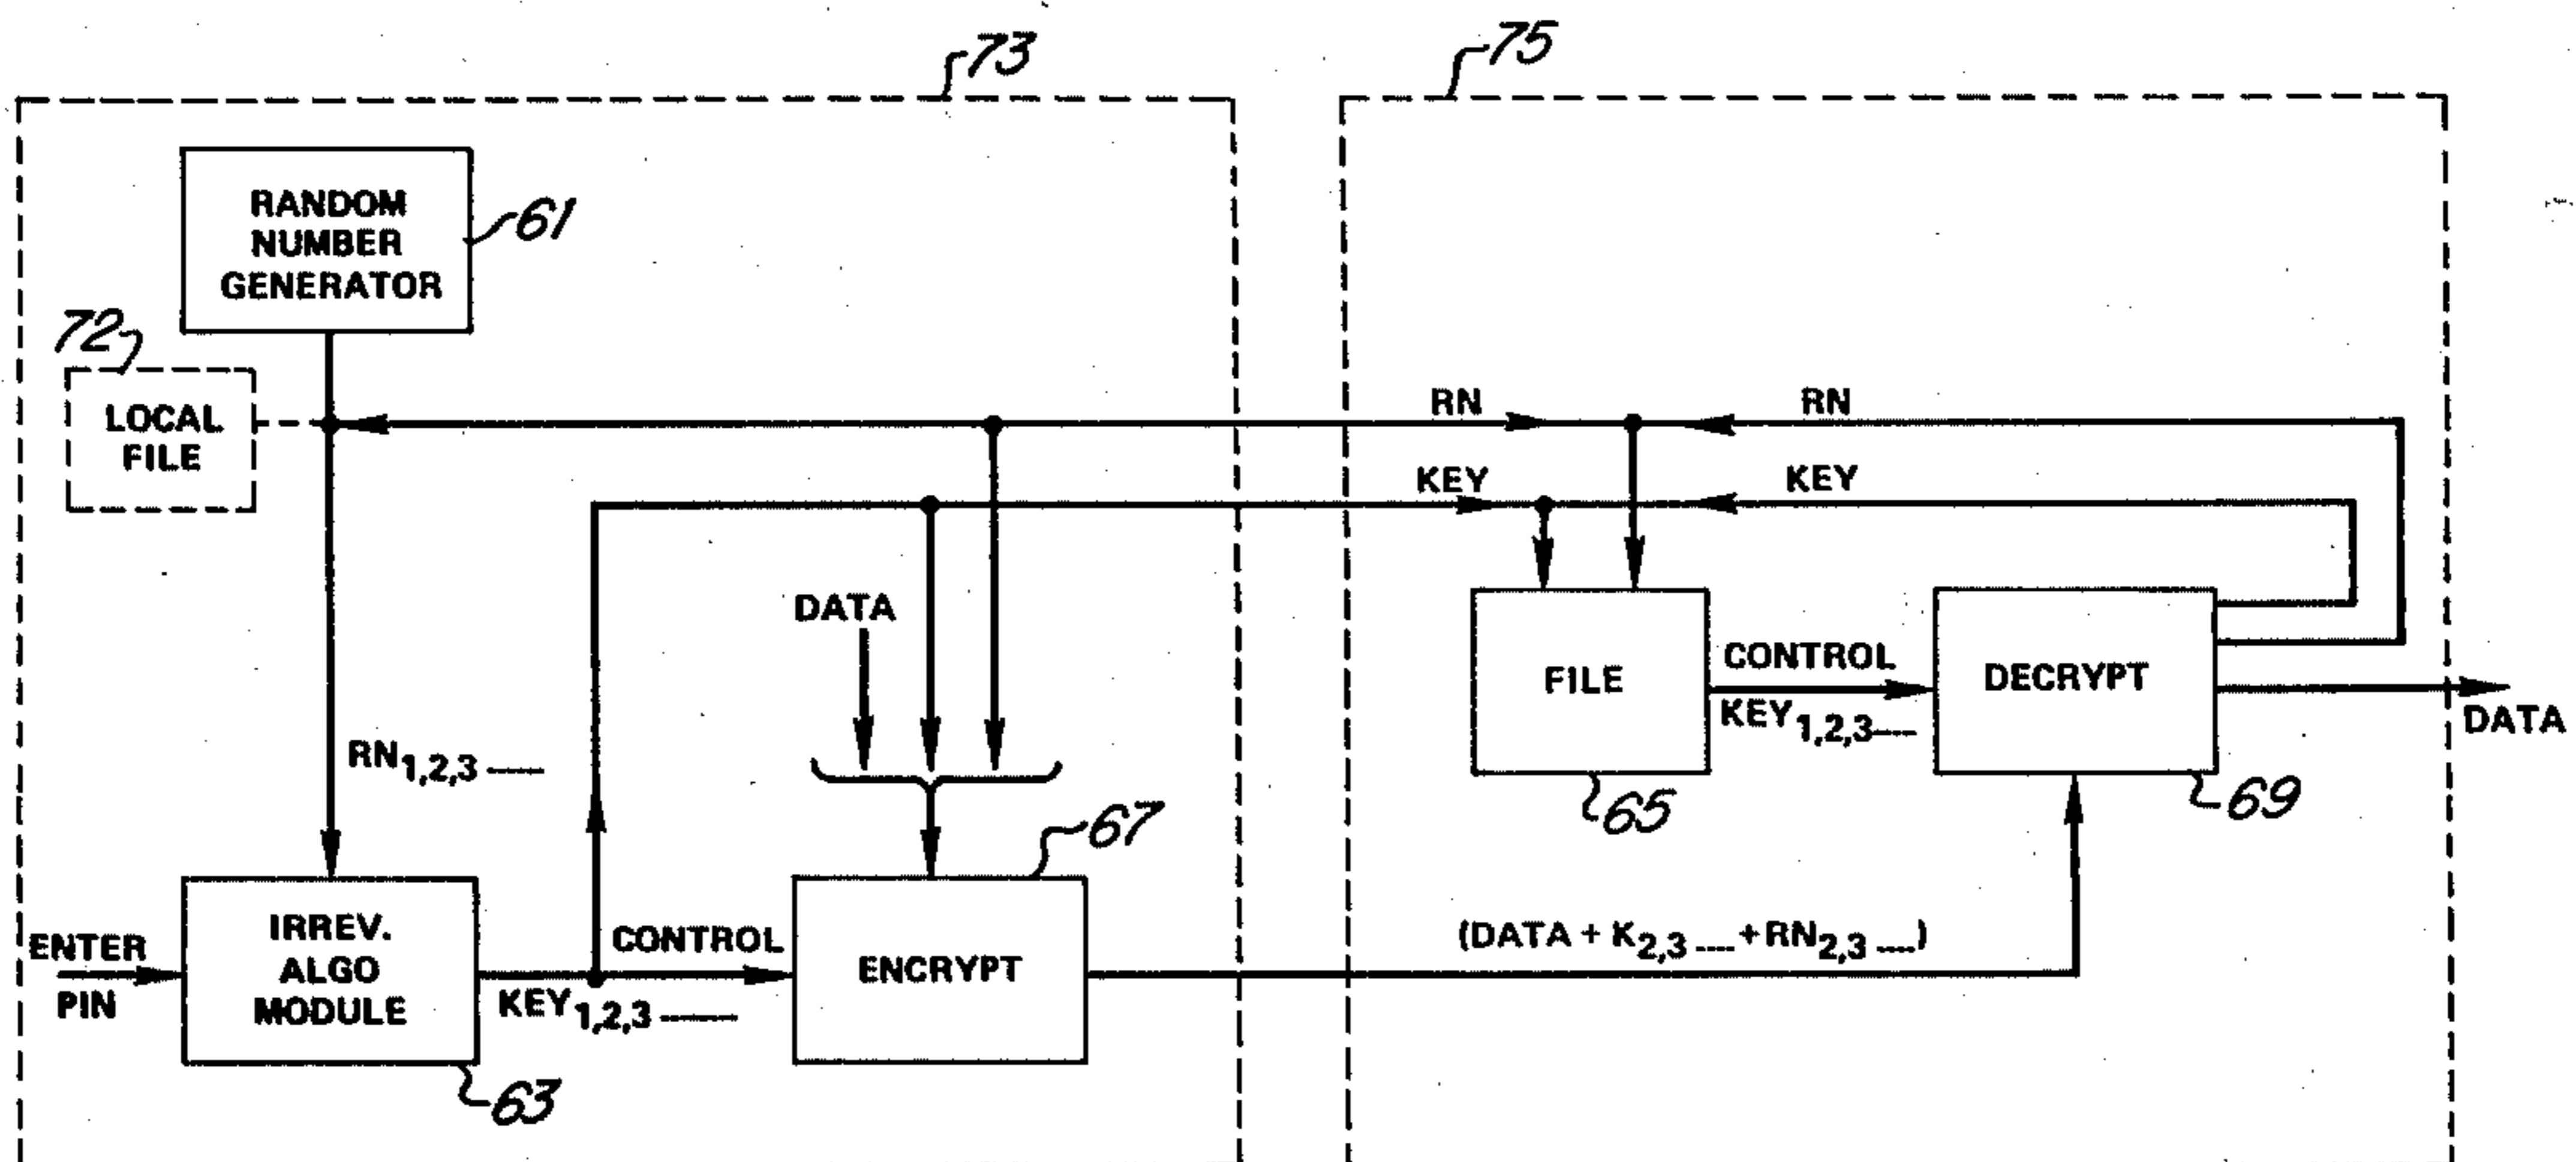 73
75
RANDOM
NUMBER
GENERATOR
61
72
LOCAL
FILE
RN
RN
KEY
KEY
DATA
FILE
CONTROL
KEY1,2,3----
DECRYPT
DATA
RN1,2,3 ----
65
69
67
ENTER
PIN
IRREV.
ALGO
MODULE
CONTROL
KEY1,2,3 ----
ENCRYPT
(DATA + K2,3 ---- + RN2,3 ----)
63